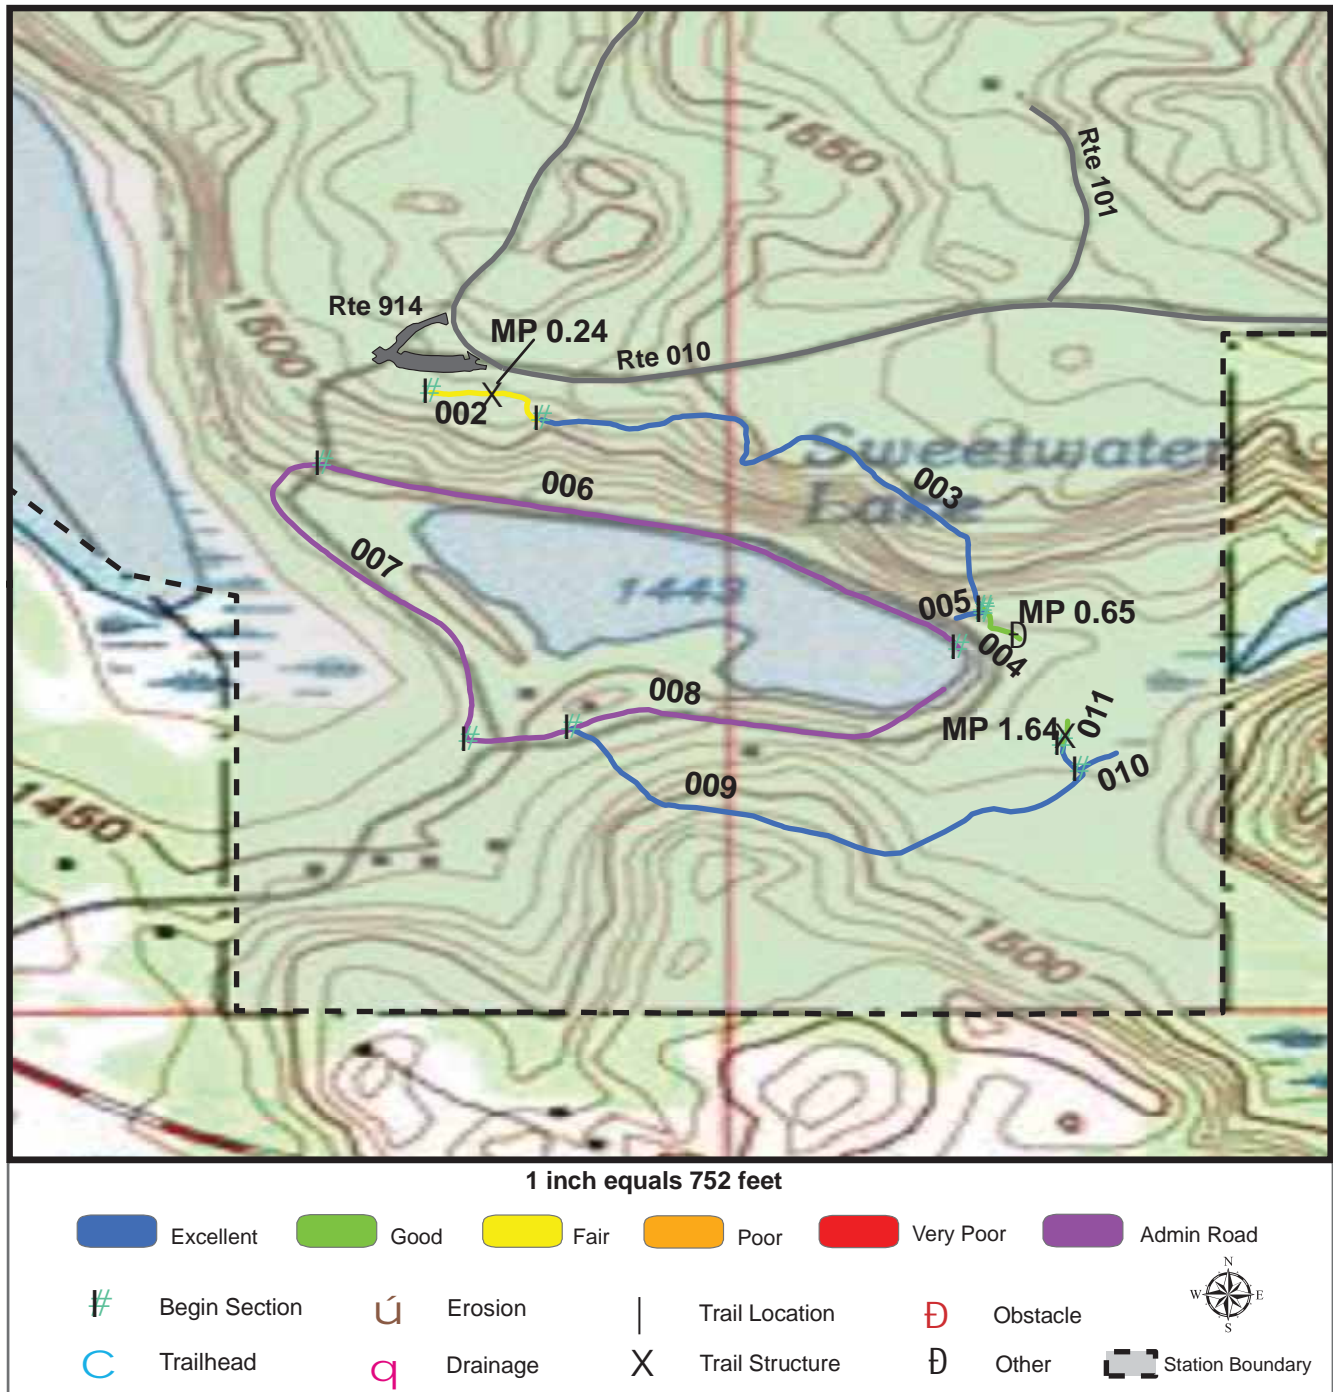 1550
Rte 101
1500
Rte 914
MP 0.24
Rte 010
002
Sweetwater
Lake
003
006
007
1443
005
MP 0.65
Đ
004
008
MP 1.64
X
011
010
009
1450
1500
1 inch equals 752 feet
Excellent
Good
Fair
Poor
Very Poor
Admin Road
# Begin Section
ú Erosion
| Trail Location
Đ Obstacle
N
W E
S
C Trailhead
q Drainage
X Trail Structure
Đ Other
Station Boundary